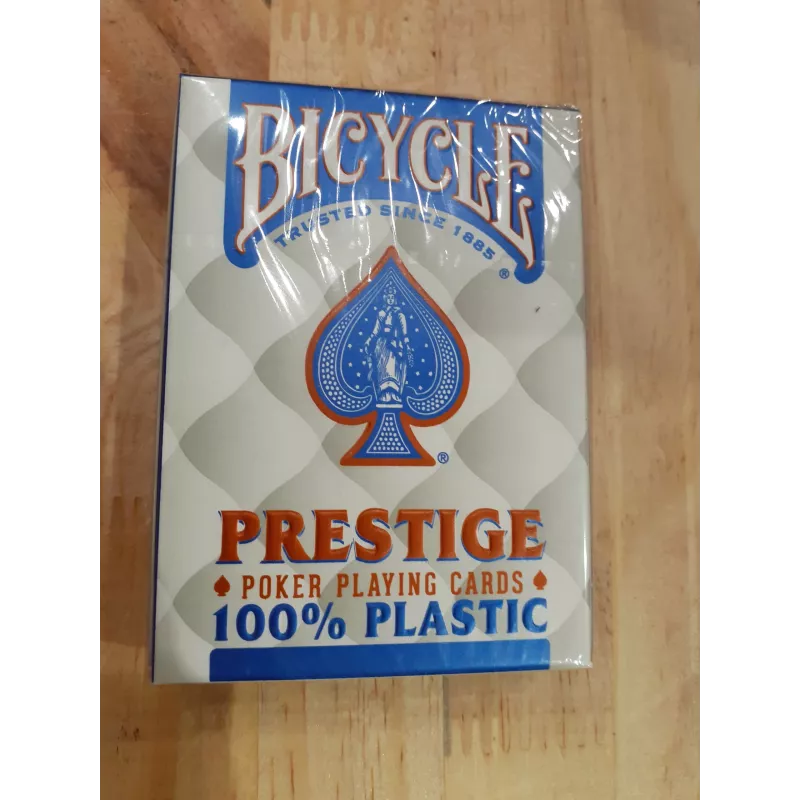 BICYCLE
TRUSTED SINCE 1885
®
®
PRESTIGE
POKER PLAYING CARDS
100% PLASTIC